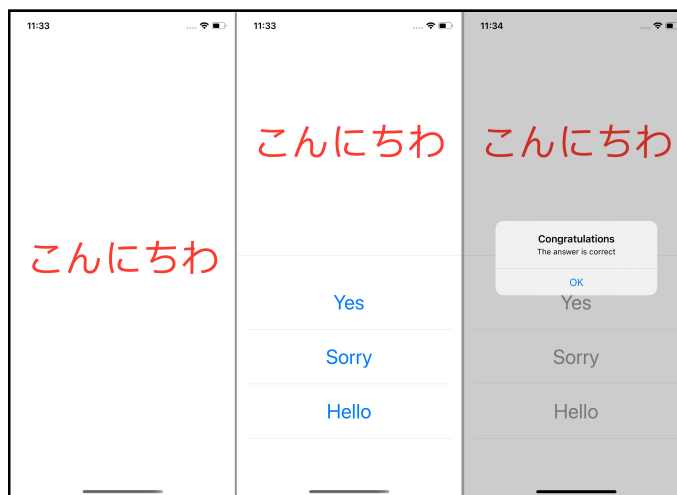 11:33
こんにちわ
11:33
こんにちわ
Yes
Sorry
Hello
11:34
こんにちわ
Congratulations
The answer is correct
OK
Yes
Sorry
Hello